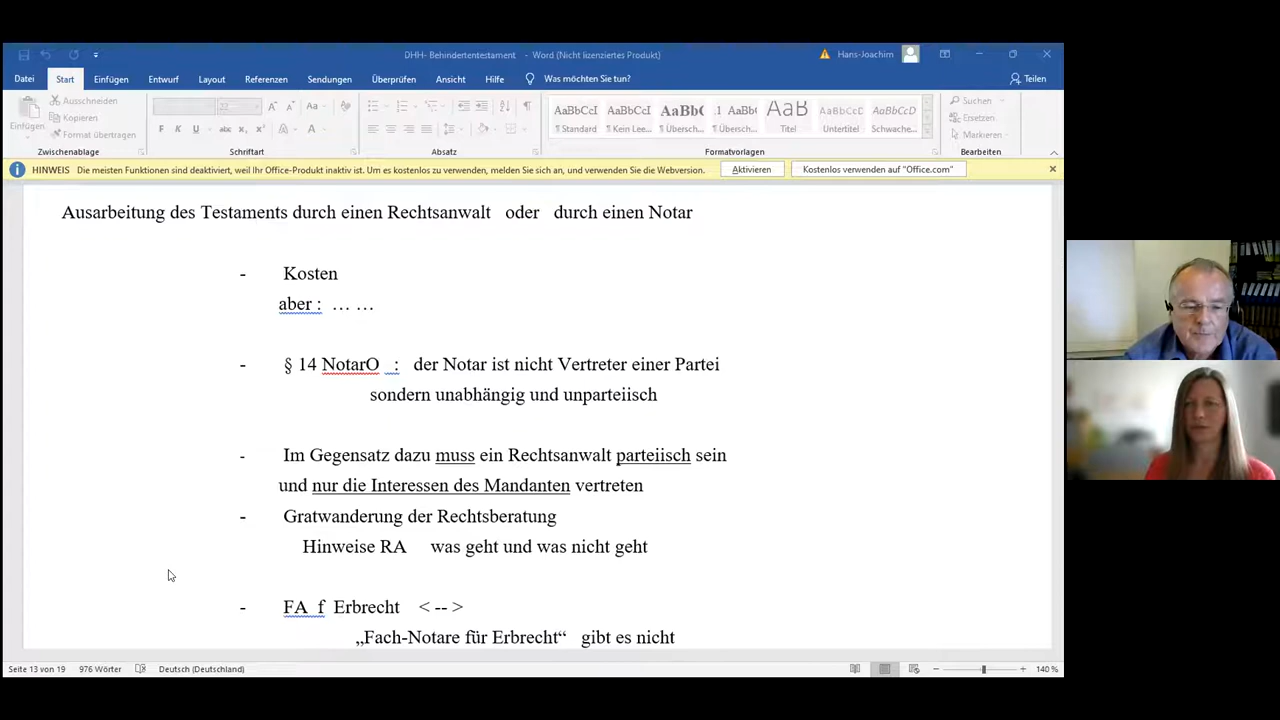 DHH- Behindertentestament - Word (Nicht lizenziertes Produkt)
Hans-Joachim
Datei Start Einfügen Entwurf Layout Referenzen Sendungen Überprüfen Ansicht Hilfe Was möchten Sie tun? Teilen
Einfügen
Ausschneiden
Kopieren
Format übertragen
Zwischenablage
22
F K U abc x₂ x² A A
Aa
Schriftart
Absatz
AaBbCcI AaBbCcI AaBbC 1 AaBbC AaB AaBbCcD AaBbCcD
¶ Standard ¶ Kein Lee... ¶ Übersch... ¶ Übersch... Titel Untertitel Schwache...
Formatvorlagen
Suchen
Ersetzen
Markieren
Bearbeiten
HINWEIS Die meisten Funktionen sind deaktiviert, weil Ihr Office-Produkt inaktiv ist. Um es kostenlos zu verwenden, melden Sie sich an, und verwenden Sie die Webversion. Aktivieren Kostenlos verwenden auf "Office.com"
Ausarbeitung des Testaments durch einen Rechtsanwalt oder durch einen Notar
- Kosten
aber : … …
- § 14 NotarO : der Notar ist nicht Vertreter einer Partei
sondern unabhängig und unparteiisch
- Im Gegensatz dazu muss ein Rechtsanwalt parteiisch sein
und nur die Interessen des Mandanten vertreten
- Gratwanderung der Rechtsberatung
Hinweise RA was geht und was nicht geht
- FA f Erbrecht < -- >
„Fach-Notare für Erbrecht“ gibt es nicht
Seite 13 von 19 976 Wörter Deutsch (Deutschland) 140 %